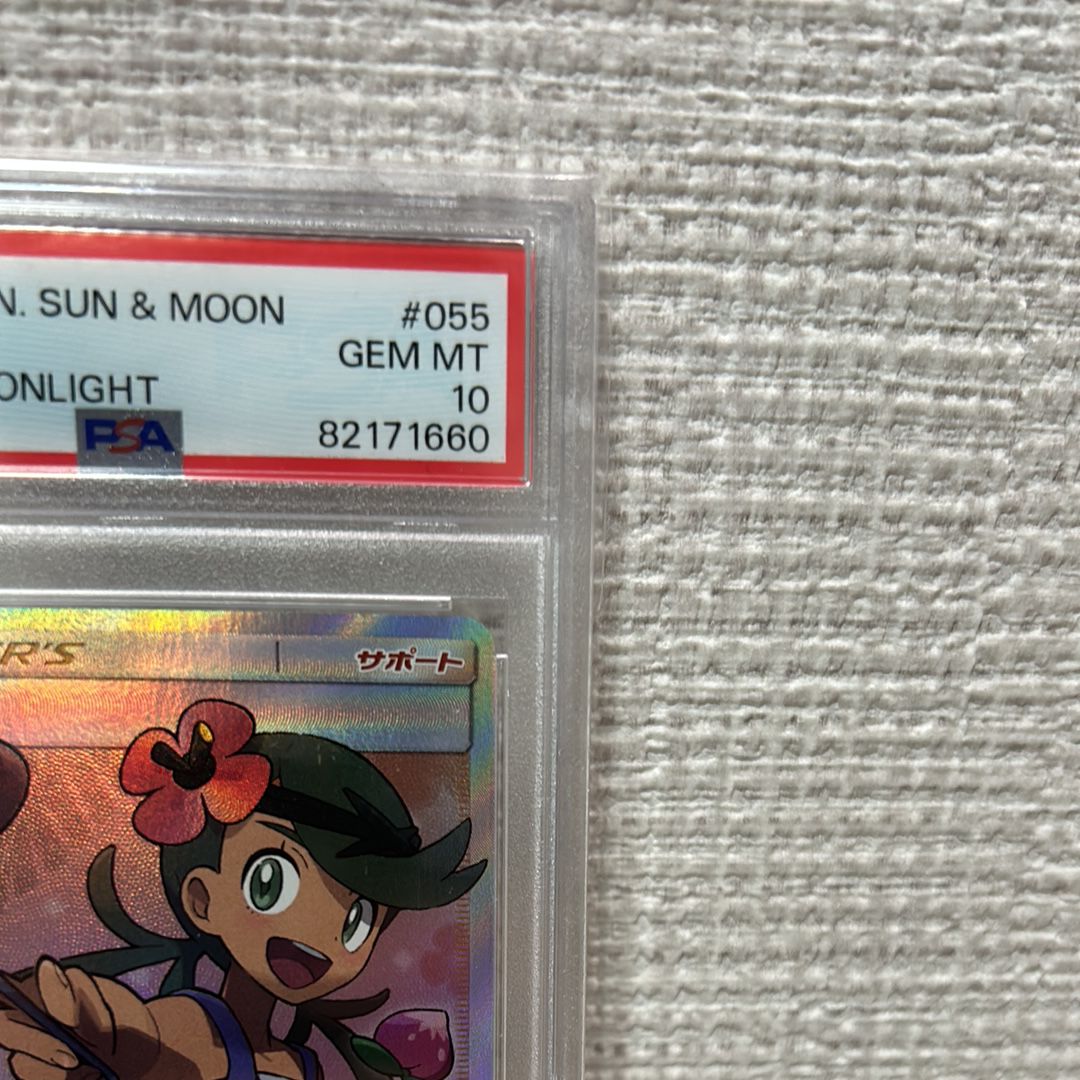 N. SUN & MOON #055
GEM MT
ONLIGHT 10
PSA 82171660
R'S サポート